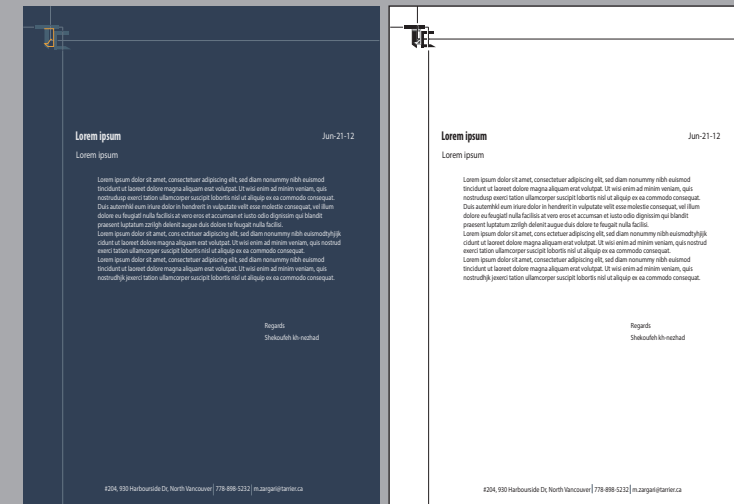 Lorem ipsum
Jun-21-12
Lorem ipsum
Lorem ipsum dolor sit amet, cons ectetuer adipiscing elit, sed diam nonummy nibh euismod
tincidunt ut laoreet dolore magna aliquam erat volutpat. Ut wisi enim ad minim veniam, quis
nostrudusp exerci tation ullamcorper suscipit lobortis nisl ut aliquip ex ea commodo consequat.
Duis autemhkl eum iriure dolor in hendrerit in vulputate velit esse molestie consequat, vel illum
dolore eu feugiatl nulla facilisis at vero eros et accumsan et iusto odio dignissim qui blandit
praesent luptatum zzrilgh delenit augue duis dolore te feugait nulla facilisi.
Lorem ipsum dolor sit amet, cons ectetuer adipiscing elit, sed diam nonummy nibh euismodtyhjijk
cidunt ut laoreet dolore magna aliquam erat volutpat. Ut wisi enim ad minim veniam, quis nostrud
exerci tation ullamcorper suscipit lobortis nisl ut aliquip ex ea commodo consequat.
Lorem ipsum dolor sit amet, consectetuer adipiscing elit, sed diam nonummy nibh euismod
tincidunt ut laoreet dolore magna aliquam erat volutpat. Ut wisi enim ad minim veniam, quis
nostrudhjk jexerci tation ullamcorper suscipit lobortis nisl ut aliquip ex ea commodo consequat.
Regards
Shekoufeh kh-nezhad
#204, 930 Harbourside Dr, North Vancouver | 778-898-5232 | m.zargari@tarrier.ca
Lorem ipsum
Jun-21-12
Lorem ipsum
Lorem ipsum dolor sit amet, consectetuer adipiscing elit, sed diam nonummy nibh euismod
tincidunt ut laoreet dolore magna aliquam erat volutpat. Ut wisi enim ad minim veniam, quis
nostrudusp exerci tation ullamcorper suscipit lobortis nisl ut aliquip ex ea commodo consequat.
Duis autemhkl eum iriure dolor in hendrerit in vulputate velit esse molestie consequat, vel illum
dolore eu feugiatl nulla facilisis at vero eros et accumsan et iusto odio dignissim qui blandit
praesent luptatum zzrilgh delenit augue duis dolore te feugait nulla facilisi.
Lorem ipsum dolor sit amet, cons ectetuer adipiscing elit, sed diam nonummy nibh euismodtyhjijk
cidunt ut laoreet dolore magna aliquam erat volutpat. Ut wisi enim ad minim veniam, quis nostrud
exerci tation ullamcorper suscipit lobortis nisl ut aliquip ex ea commodo consequat.
Lorem ipsum dolor sit amet, consectetuer adipiscing elit, sed diam nonummy nibh euismod
tincidunt ut laoreet dolore magna aliquam erat volutpat. Ut wisi enim ad minim veniam, quis
nostrudhjk jexerci tation ullamcorper suscipit lobortis nisl ut aliquip ex ea commodo consequat.
Regards
Shekoufeh kh-nezhad
#204, 930 Harbourside Dr, North Vancouver | 778-898-5232 | m.zargari@tarrier.ca